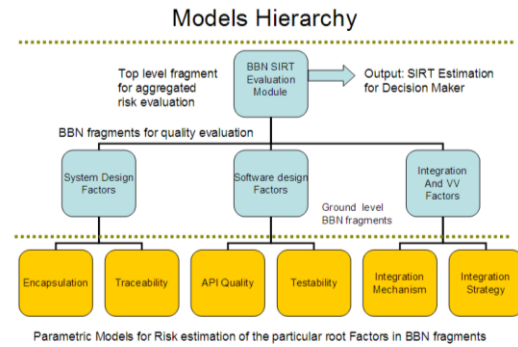 Models Hierarchy
Top level fragment
for aggregated
risk evaluation
BBN SIRT
Evaluation
Module
Output: SIRT Estimation
for Decision Maker
BBN fragments for quality evaluation
System Design
Factors
Software design
Factors
Integration
And VV
Factors
Ground level
BBN fragments
Encapsulation
Traceability
API Quality
Testability
Integration
Mechanism
Integration
Strategy
Parametric Models for Risk estimation of the particular root Factors in BBN fragments